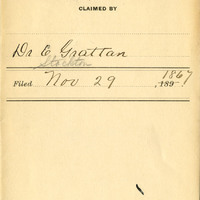 CLAIMED BY
Dr E, Grattan
Stockton
Filed Nov 29 , 1867
189